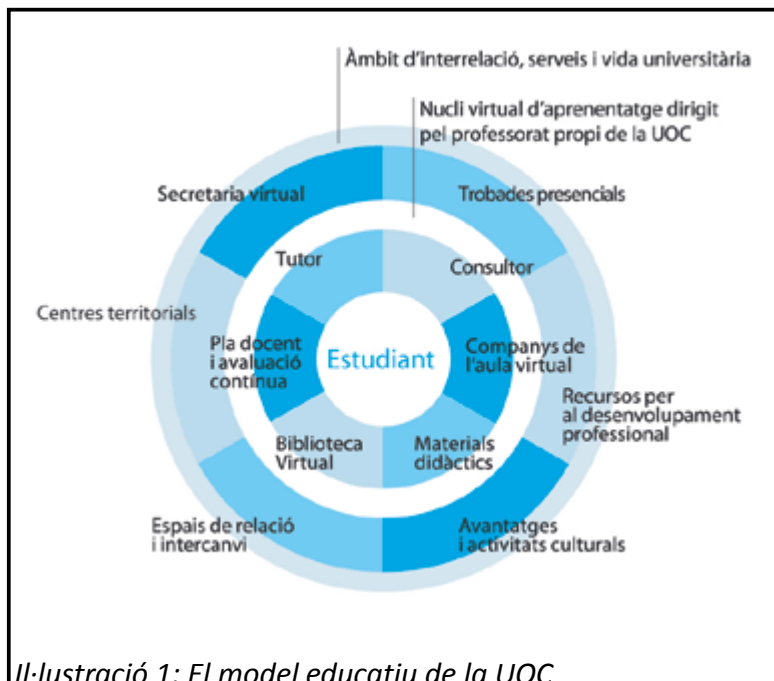 Àmbit d'interrelació, serveis i vida universitària
Nucli virtual d'aprenentatge dirigit
pel professorat propi de la UOC
Secretaria virtual
Trobades presencials
Tutor
Consultor
Centres territorials
Pla docent
i avaluació
contínua
Estudiant
Companys de
l'aula virtual
Recursos per
al desenvolupament
professional
Biblioteca
Virtual
Materials
didàctics
Espais de relació
i intercanvi
Avantatges
i activitats culturals
Il·lustració 1: El model educatiu de la UOC